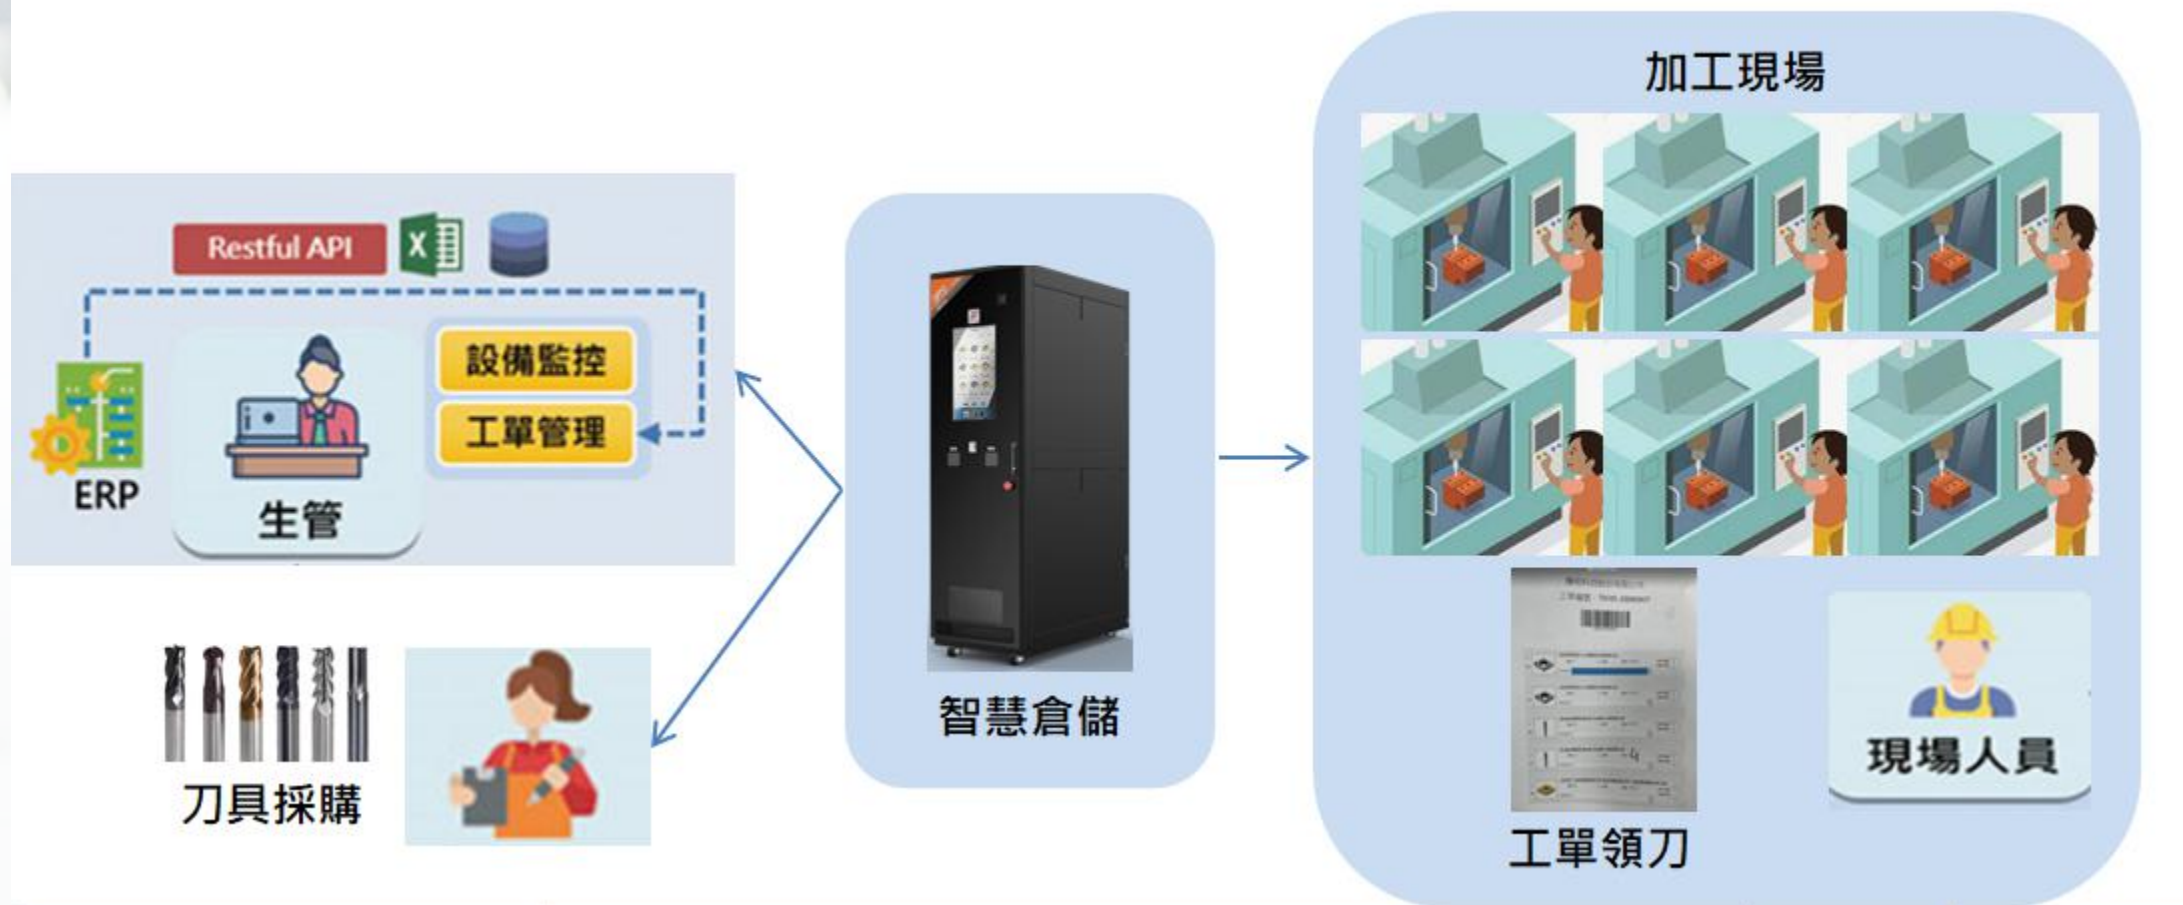 加工現場
Restful API
設備監控
工單管理
ERP
生管
智慧倉儲
刀具採購
現場人員
工單領刀